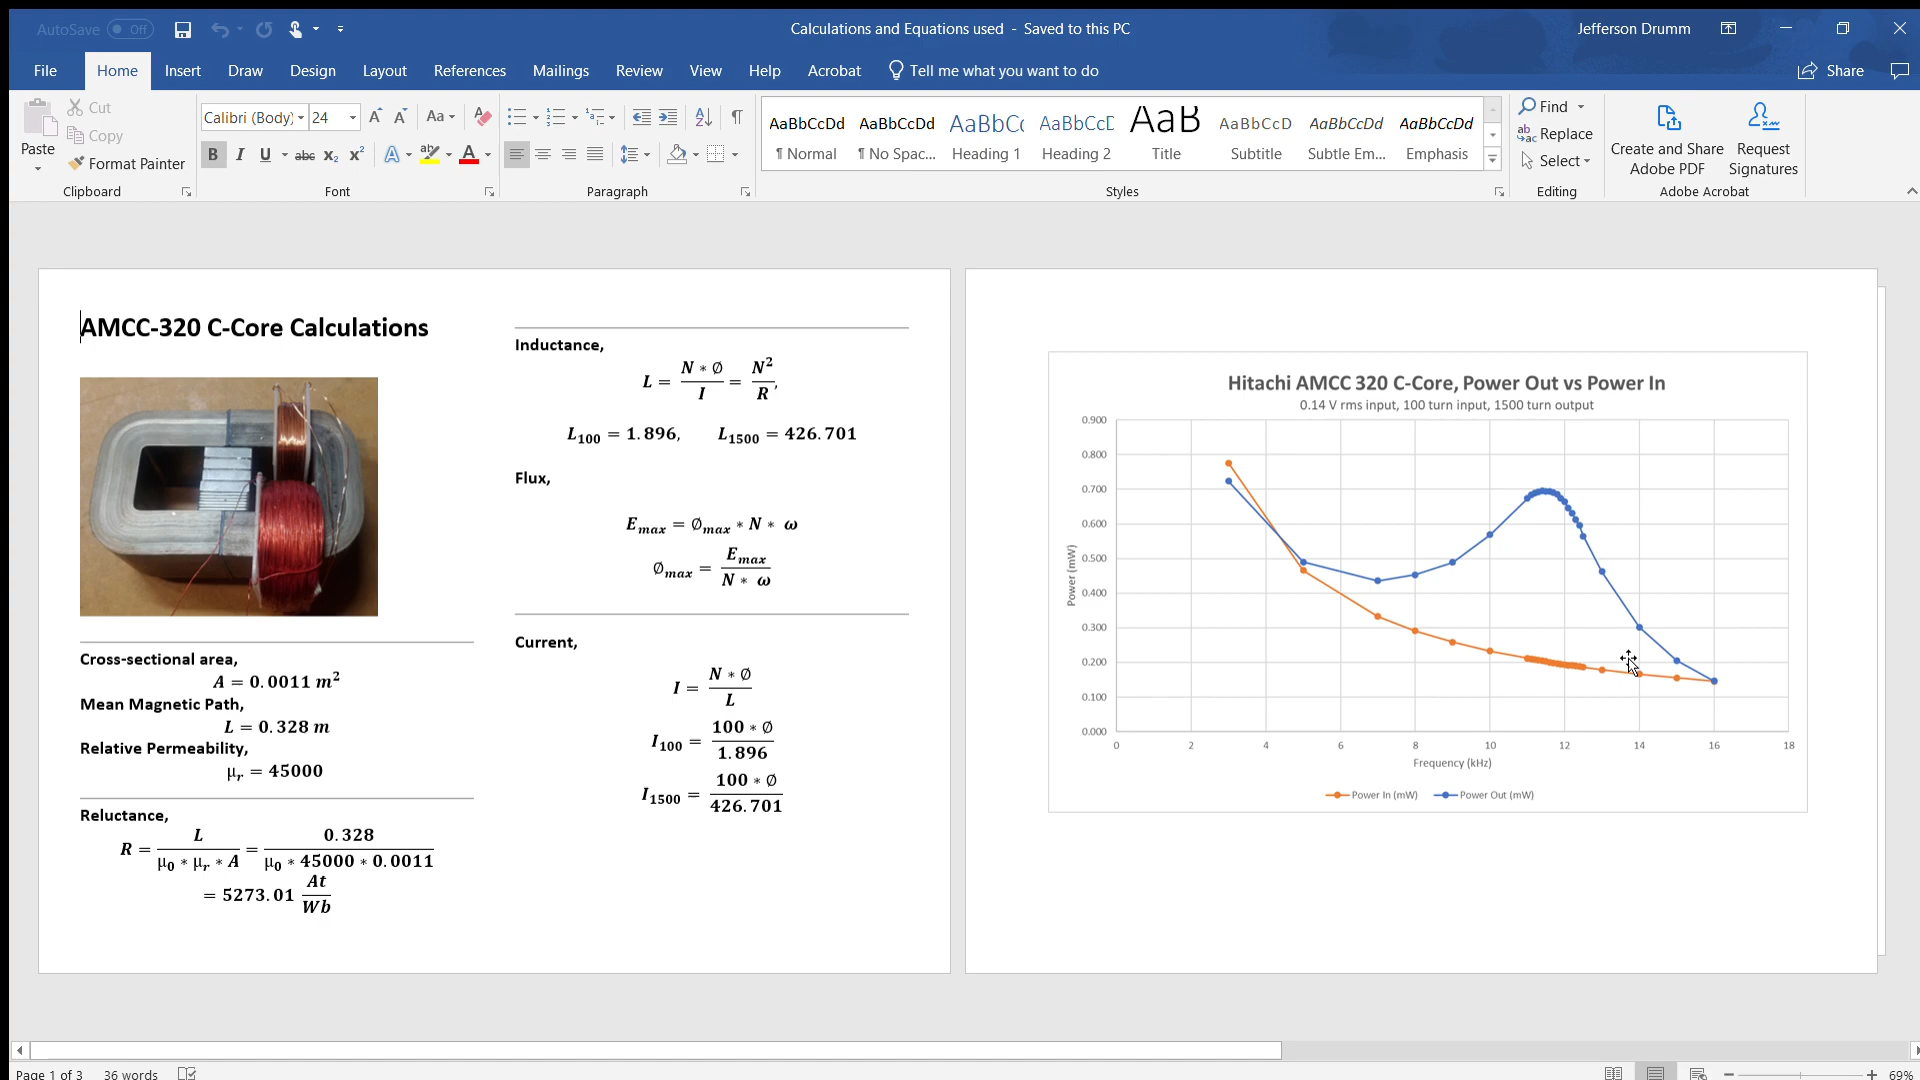 AutoSave Off
Calculations and Equations used - Saved to this PC
Jefferson Drumm
File Home Insert Draw Design Layout References Mailings Review View Help Acrobat Tell me what you want to do
Share
Paste
Cut
Copy
Format Painter
Clipboard
Calibri (Body) 24
Aa
B I U abc x₂ x²
A
Font
Paragraph
AaBbCcDd AaBbCcDd AaBbCc AaBbCcD AaB AaBbCcD AaBbCcDd AaBbCcDd
¶ Normal ¶ No Spac... Heading 1 Heading 2 Title Subtitle Subtle Em... Emphasis
Styles
Find
Replace
Select
Editing
Create and Share Adobe PDF
Request Signatures
Adobe Acrobat
AMCC-320 C-Core Calculations
Cross-sectional area,
A = 0.0011 m²
Mean Magnetic Path,
L = 0.328 m
Relative Permeability,
μr = 45000
Reluctance,
R = L / (μ0 * μr * A) = 0.328 / (μ0 * 45000 * 0.0011)
= 5273.01 At/Wb
Inductance,
L = N * Ø / I = N² / R,
L100 = 1.896, L1500 = 426.701
Flux,
Emax = Ømax * N * ω
Ømax = Emax / (N * ω)
Current,
I = N * Ø / L
I100 = 100 * Ø / 1.896
I1500 = 100 * Ø / 426.701
Hitachi AMCC 320 C-Core, Power Out vs Power In
0.14 V rms input, 100 turn input, 1500 turn output
0.900
0.800
0.700
0.600
0.500
0.400
0.300
0.200
0.100
0.000
Power (mW)
0 2 4 6 8 10 12 14 16 18
Frequency (kHz)
Power In (mW) Power Out (mW)
Page 1 of 3 36 words
69%